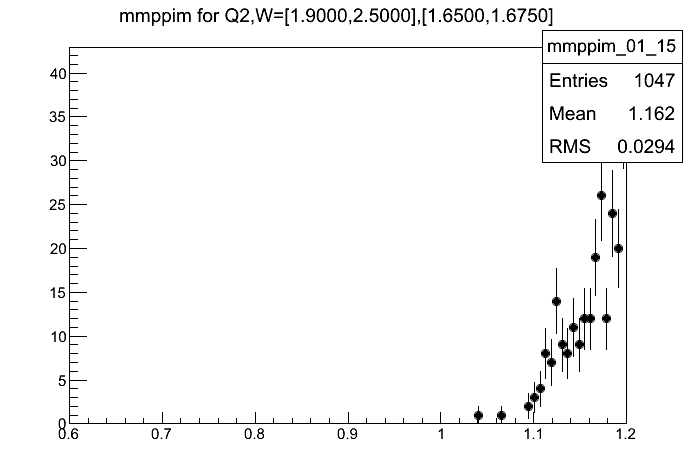 mmppim for Q2,W=[1.9000,2.5000],[1.6500,1.6750]
mmppim_01_15
Entries 1047
Mean 1.162
RMS 0.0294
40
35
30
25
20
15
10
5
0
0.6 0.7 0.8 0.9 1 1.1 1.2